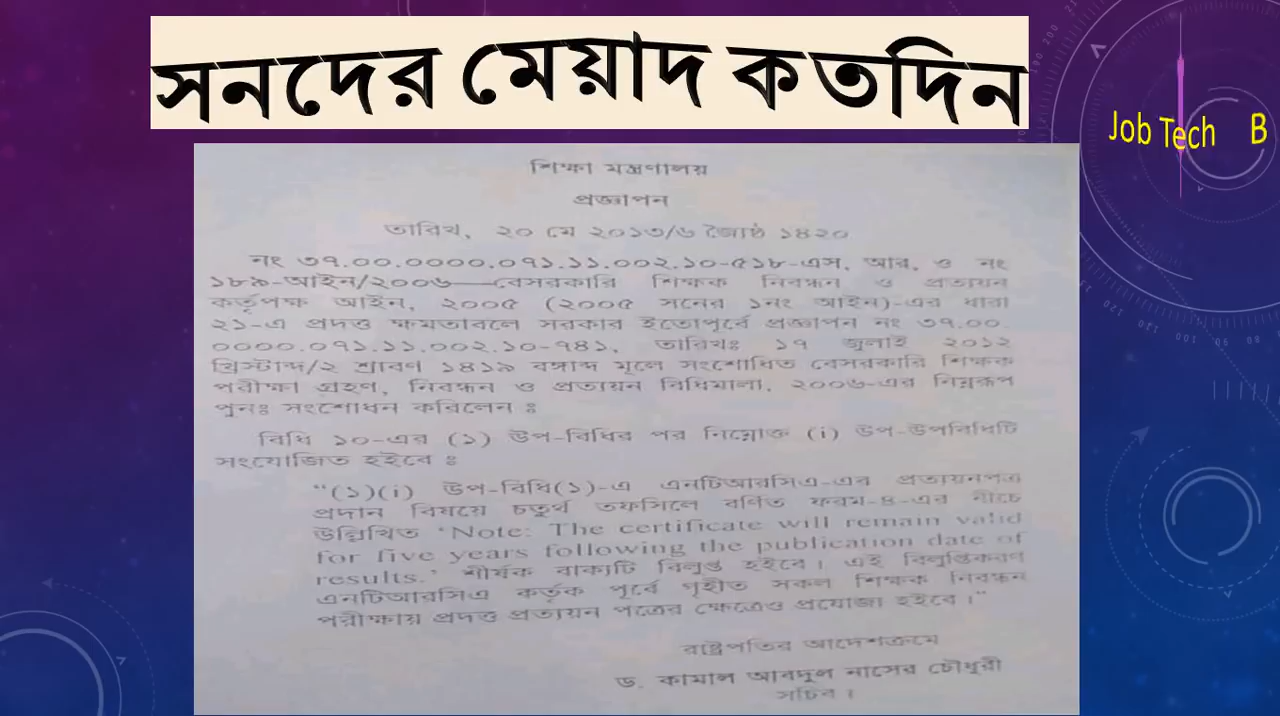 সনদের মেয়াদ কতদিন
Job Tech B
শিক্ষা মন্ত্রণালয়
প্রজ্ঞাপন
তারিখ, ২০ মে ২০১৩/৬ জ্যৈষ্ঠ ১৪২০
নং ৩৭.০০.০০০০.০৭১.১১.০০২.১০-৫১৮-এস, আর, ও নং
১৮৯-আইন/২০০৬—বেসরকারি শিক্ষক নিবন্ধন ও প্রত্যয়ন
কর্তৃপক্ষ আইন, ২০০৫ (২০০৫ সনের ১নং আইন)-এর ধারা
২১-এ প্রদত্ত ক্ষমতাবলে সরকার ইতোপূর্বে প্রজ্ঞাপন নং ৩৭.০০.
০০০০.০৭১.১১.০০২.১০-৭৪১, তারিখঃ ১৭ জুলাই ২০১২
খ্রিস্টাব্দ/২ শ্রাবণ ১৪১৯ বঙ্গাব্দ মূলে সংশোধিত বেসরকারি শিক্ষক
পরীক্ষা গ্রহণ, নিবন্ধন ও প্রত্যয়ন বিধিমালা, ২০০৬-এর নিম্নরূপ
পুনঃ সংশোধন করিলেন ঃ
বিধি ১০-এর (১) উপ-বিধির পর নিম্নোক্ত (i) উপ-উপবিধিটি
সংযোজিত হইবে ঃ
"(১)(i) উপ-বিধি(১)-এ এনটিআরসিএ-এর প্রত্যয়নপত্র
প্রদান বিষয়ে চতুর্থ তফসিলে বর্ণিত ফরম-৪-এর নীচে
উল্লিখিত 'Note: The certificate will remain valid
for five years following the publication date of
results.' শীর্ষক বাক্যটি বিলুপ্ত হইবে। এই বিলুপ্তিকরণ
এনটিআরসিএ কর্তৃক পূর্বে গৃহীত সকল শিক্ষক নিবন্ধন
পরীক্ষায় প্রদত্ত প্রত্যয়ন পত্রের ক্ষেত্রেও প্রযোজ্য হইবে।"
রাষ্ট্রপতির আদেশক্রমে
ড. কামাল আবদুল নাসের চৌধুরী
সচিব।